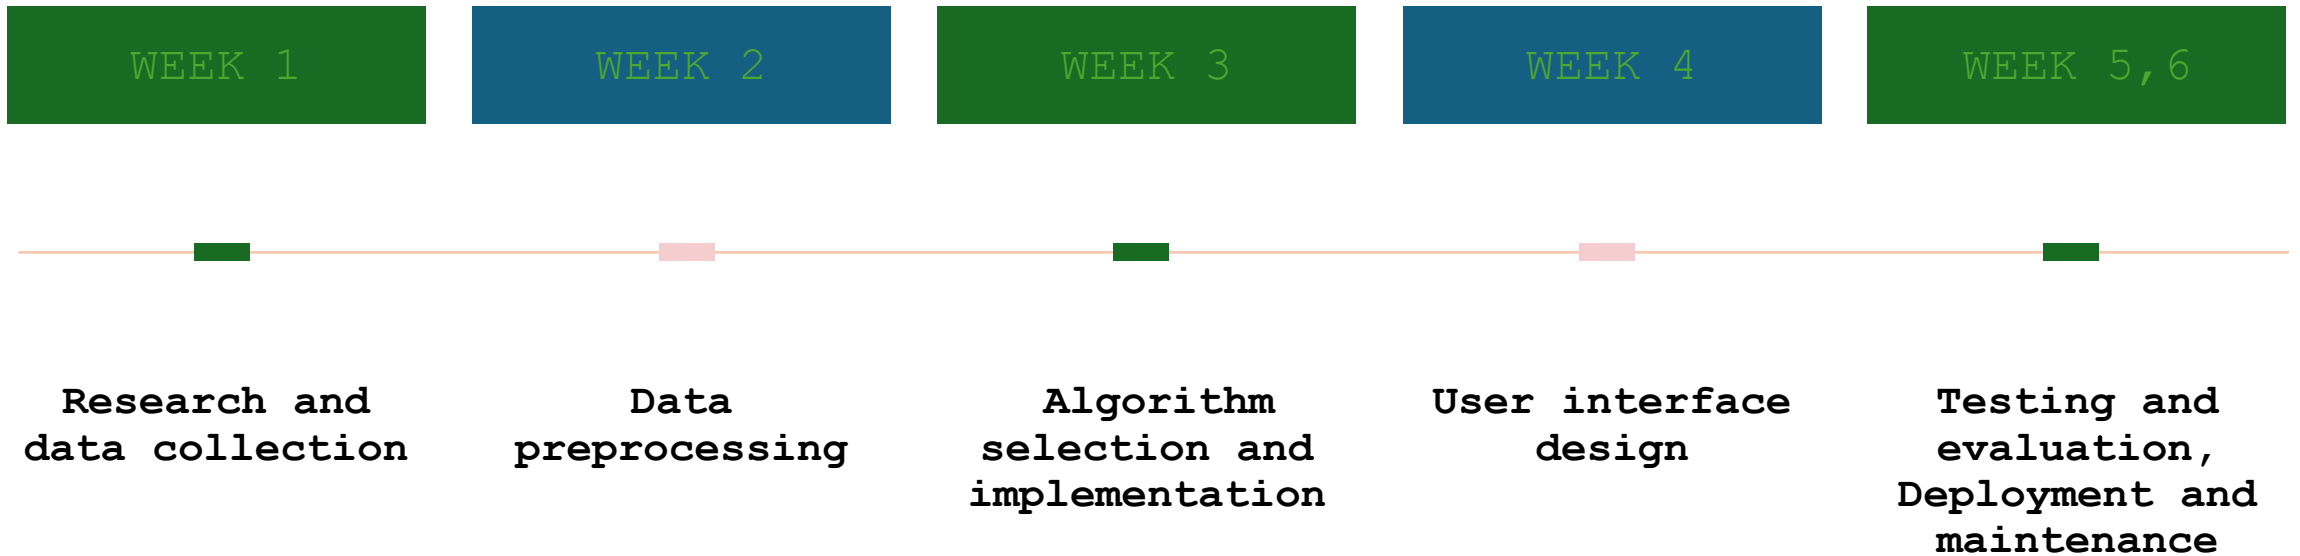 WEEK 1
WEEK 2
WEEK 3
WEEK 4
WEEK 5,6
Research and
data collection
Data
preprocessing
Algorithm
selection and
implementation
User interface
design
Testing and
evaluation,
Deployment and
maintenance